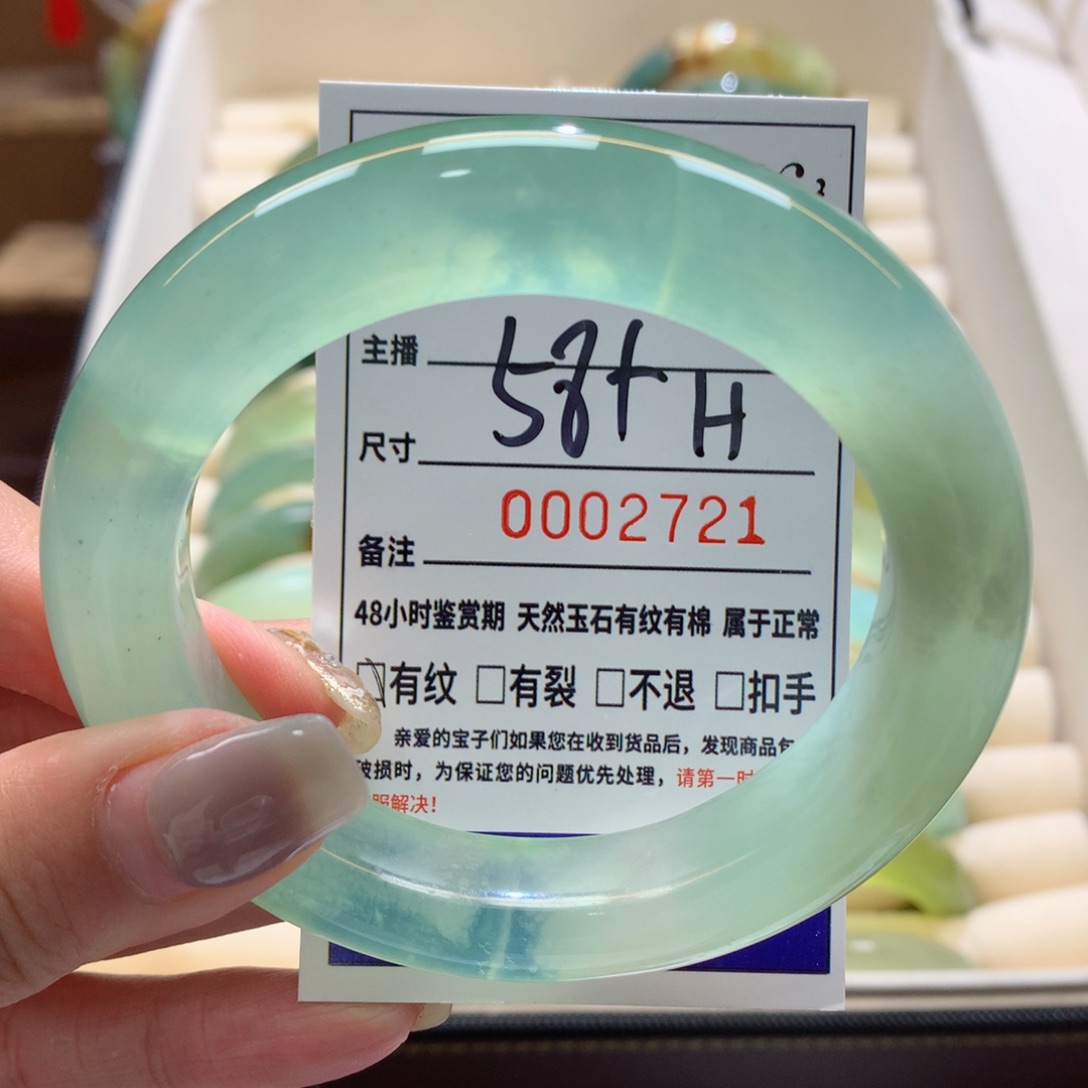 主播
58+ H
尺寸
0002721
备注
48小时鉴赏期 天然玉石有纹有棉 属于正常
☑有纹 □有裂 □不退 □扣手
亲爱的宝子们如果您在收到货品后，发现商品
破损时，为保证您的问题优先处理，请第一时
服解决！